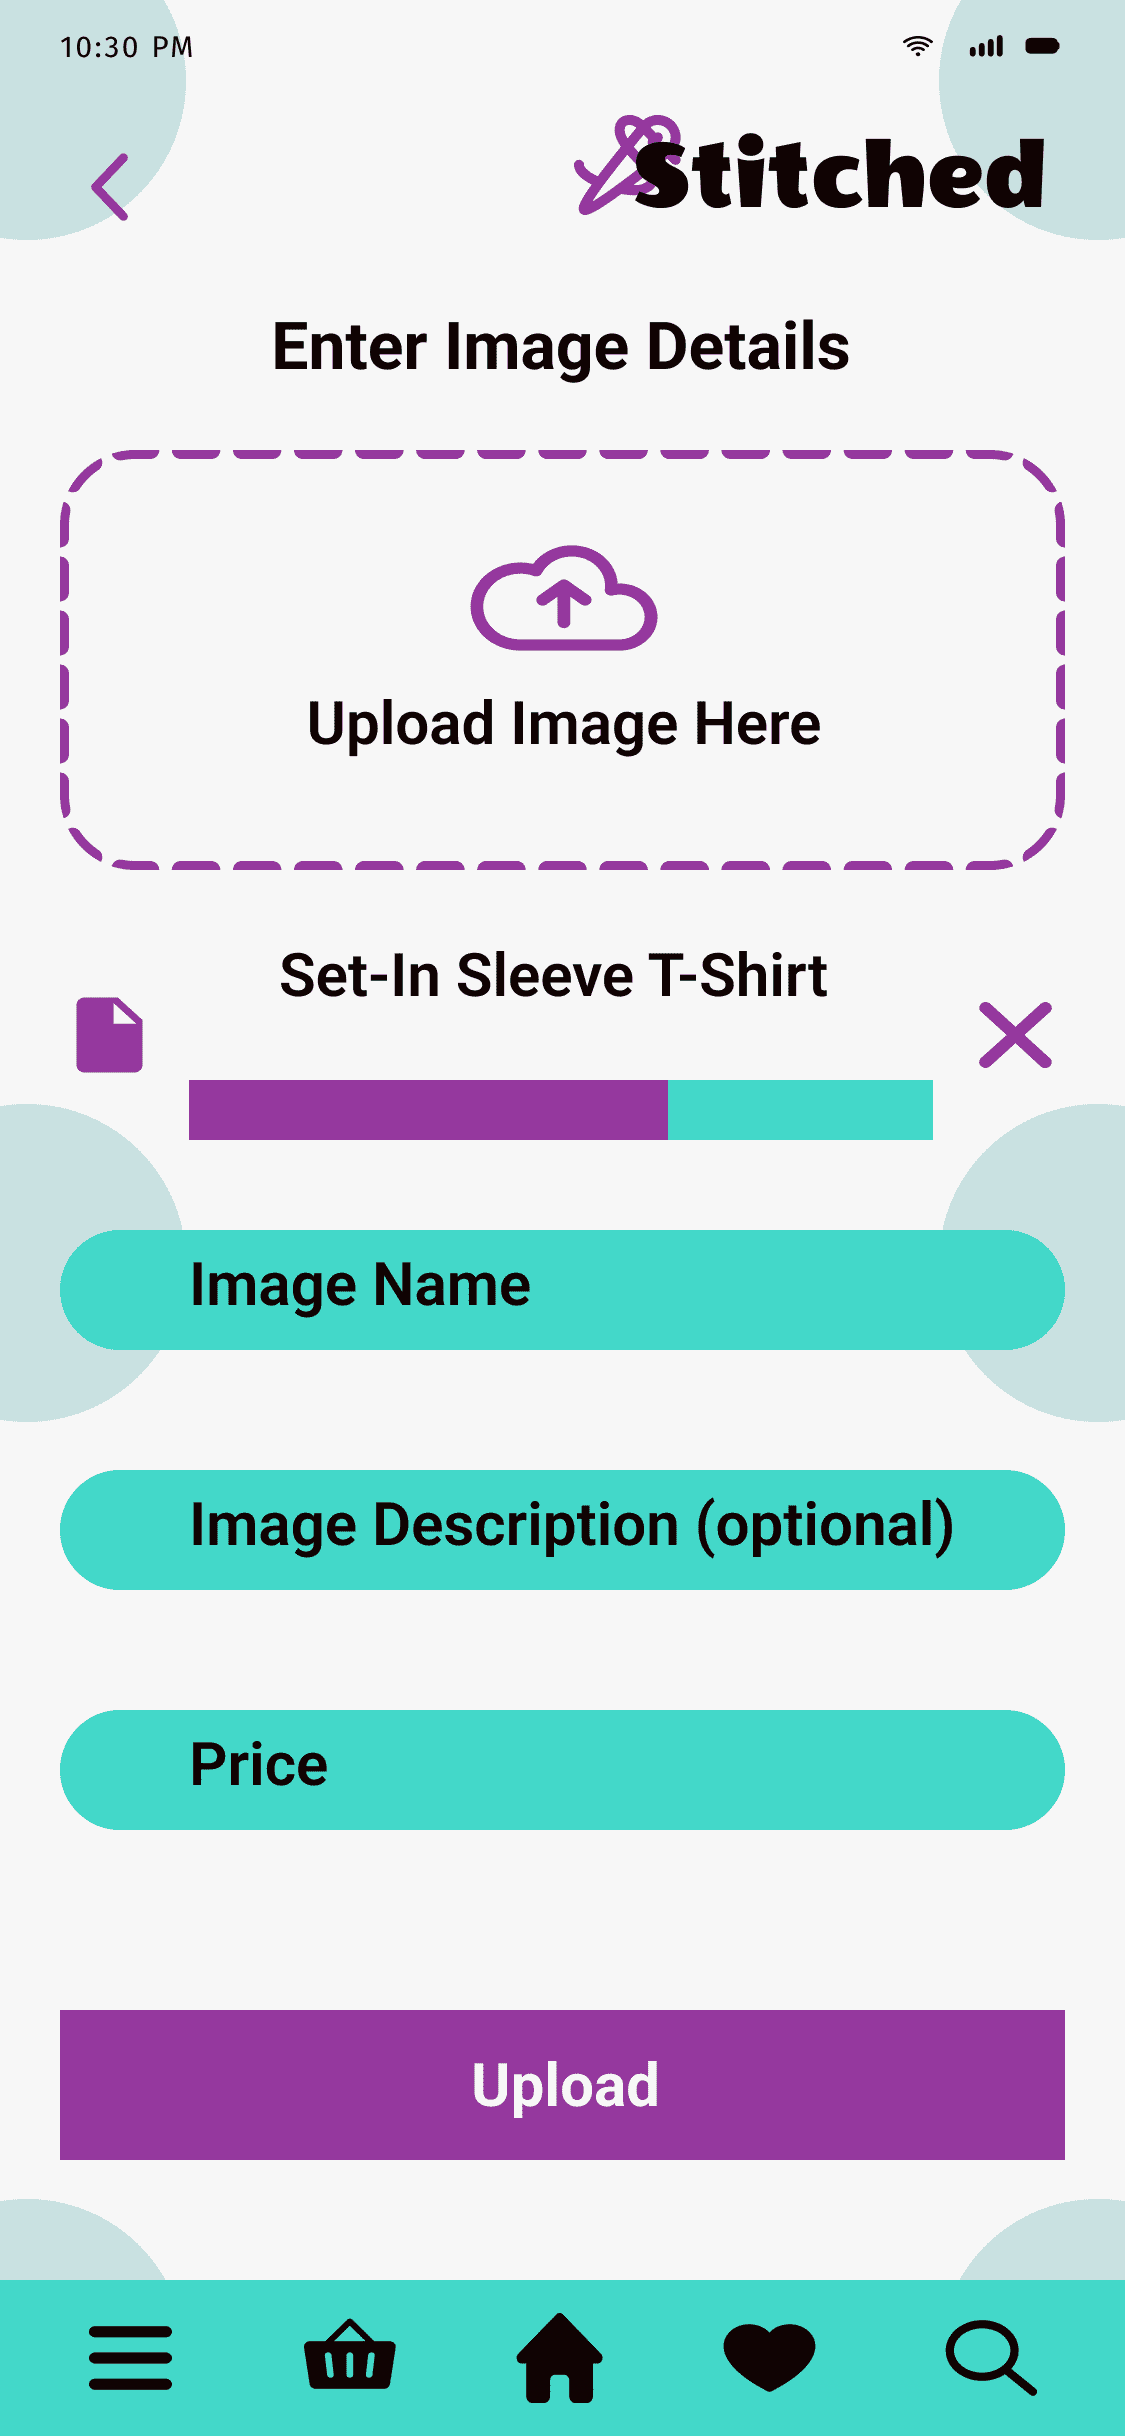 10:30 PM
Stitched
Enter Image Details
Upload Image Here
Set-In Sleeve T-Shirt
Image Name
Image Description (optional)
Price
Upload